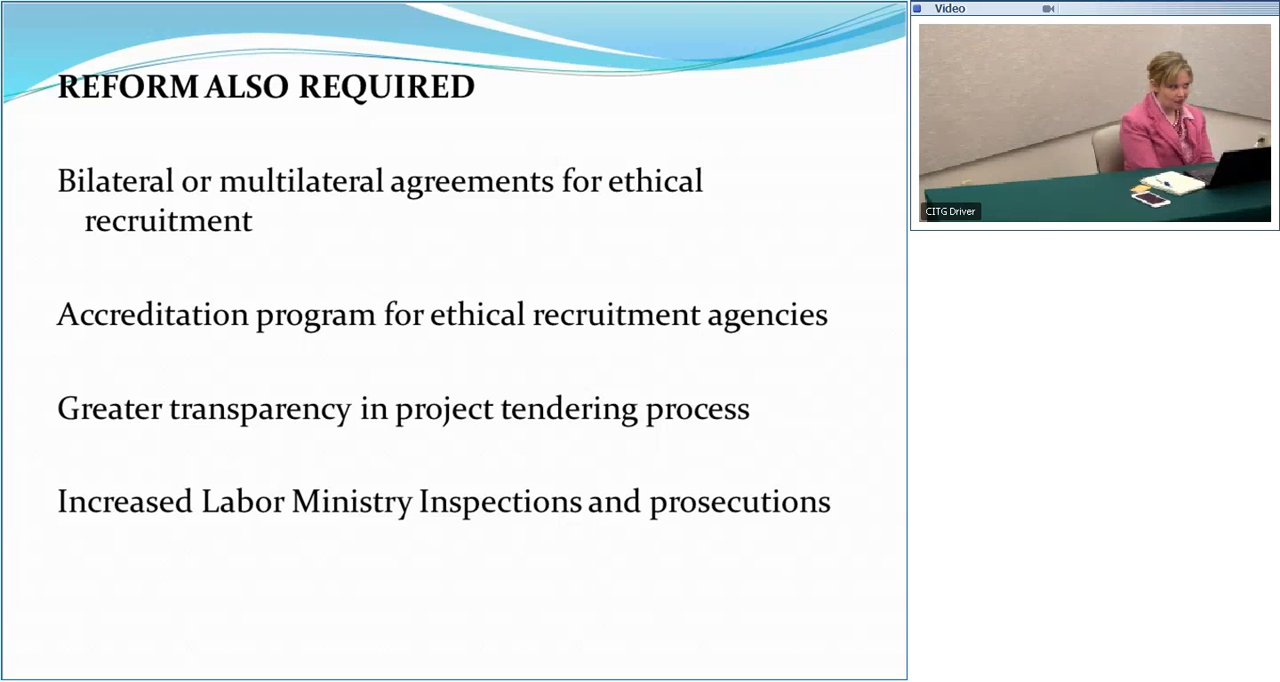 REFORM ALSO REQUIRED
Bilateral or multilateral agreements for ethical
recruitment
Accreditation program for ethical recruitment agencies
Greater transparency in project tendering process
Increased Labor Ministry Inspections and prosecutions
Video
CITG Driver